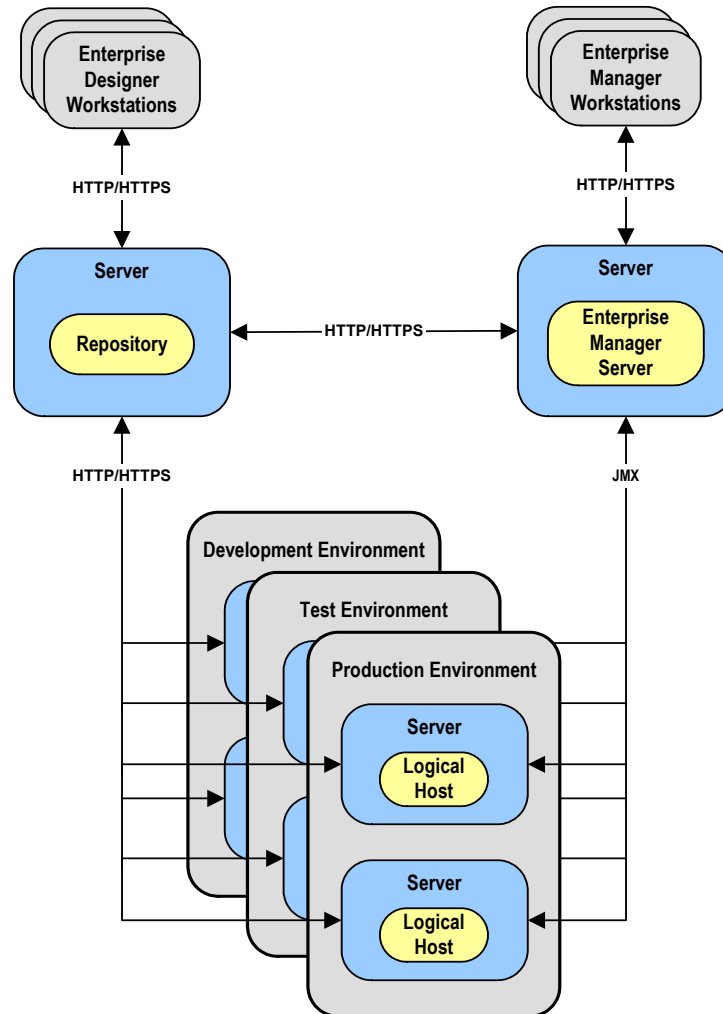 Enterprise
Designer
Workstations
Enterprise
Manager
Workstations
HTTP/HTTPS
HTTP/HTTPS
Server
Repository
HTTP/HTTPS
Server
Enterprise
Manager
Server
HTTP/HTTPS
JMX
Development Environment
Test Environment
Production Environment
Server
Logical
Host
Server
Logical
Host